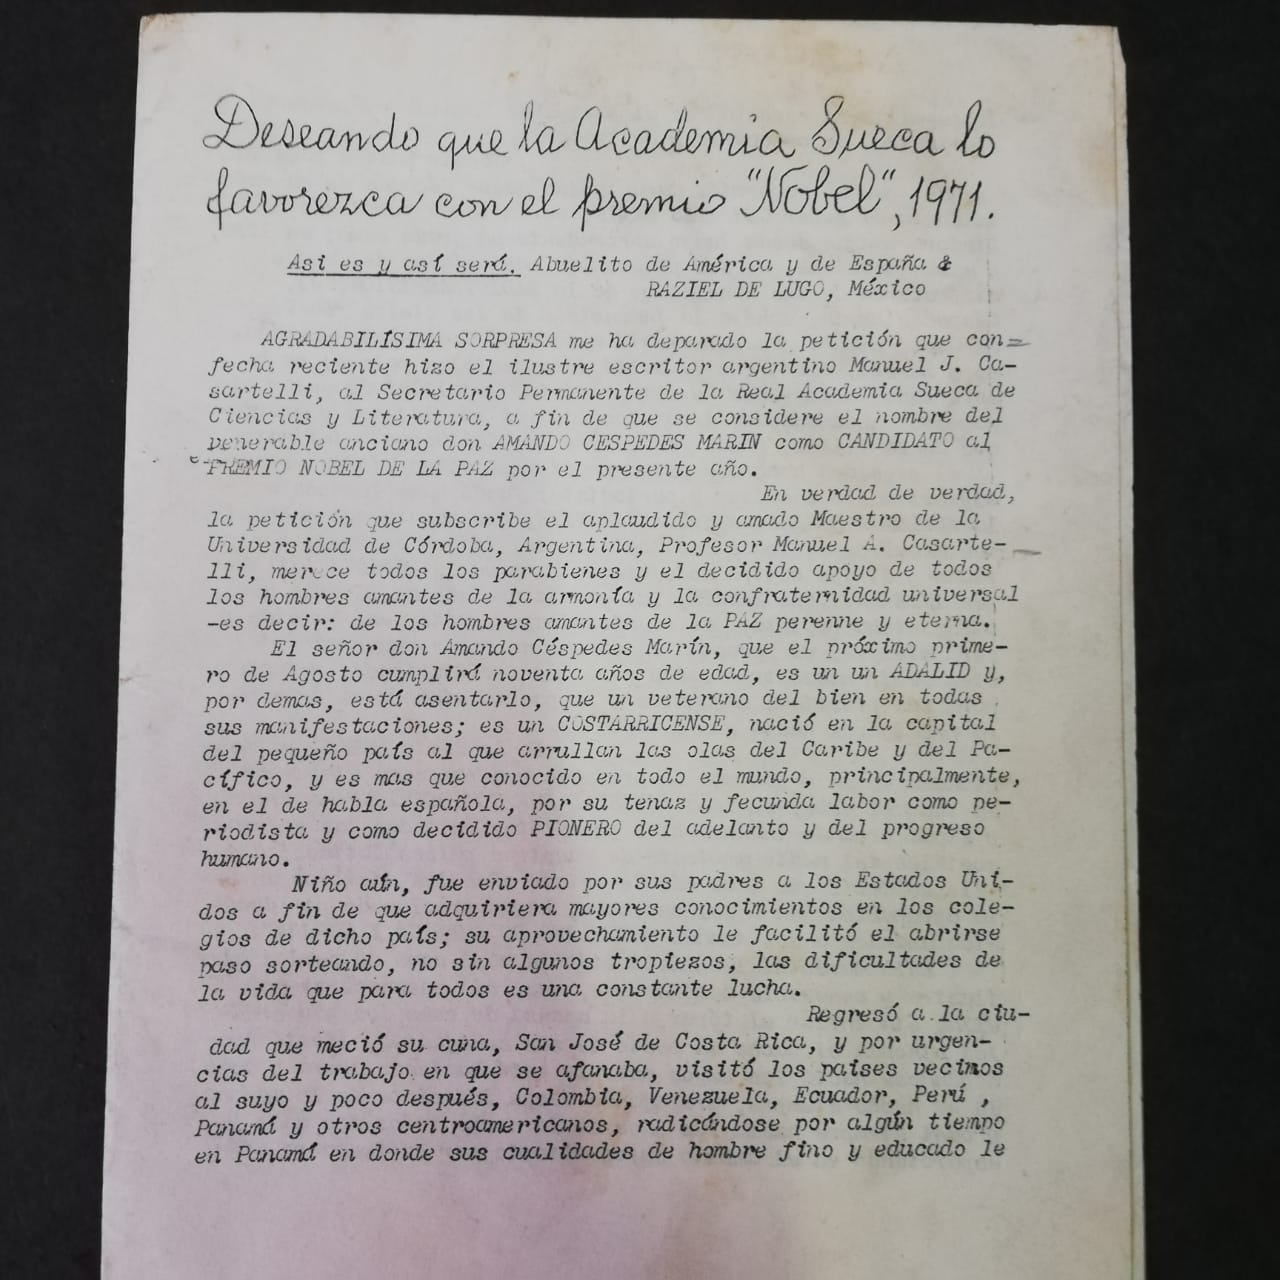 Deseando que la Academia Sueca lo
favorezca con el premio "Nobel", 1971.
Asi es y así será. Abuelito de América y de España &
RAZIEL DE LUGO, México
AGRADABILÍSIMA SORPRESA me ha deparado la petición que con
fecha reciente hizo el ilustre escritor argentino Manuel J. Ca-
sartelli, al Secretario Permanente de la Real Academia Sueca de
Ciencias y Literatura, a fin de que se considere el nombre del
venerable anciano don AMANDO CESPEDES MARIN como CANDIDATO al
PREMIO NOBEL DE LA PAZ por el presente año.
En verdad de verdad,
la petición que subscribe el aplaudido y amado Maestro de la
Universidad de Córdoba, Argentina, Profesor Manuel A. Casarte-
lli, merece todos los parabienes y el decidido apoyo de todos
los hombres amantes de la armonía y la confraternidad universal
-es decir: de los hombres amantes de la PAZ perenne y eterna.
El señor don Amando Céspedes Marín, que el próximo prime-
ro de Agosto cumplirá noventa años de edad, es un un ADALID y,
por demas, está asentarlo, que un veterano del bien en todas
sus manifestaciones; es un COSTARRICENSE, nació en la capital
del pequeño país al que arrullan las olas del Caribe y del Pa-
cífico, y es mas que conocido en todo el mundo, principalmente,
en el de habla española, por su tenaz y fecunda labor como pe-
riodista y como decidido PIONERO del adelanto y del progreso
humano.
Niño aún, fue enviado por sus padres a los Estados Uni-
dos a fin de que adquiriera mayores conocimientos en los cole-
gios de dicho país; su aprovechamiento le facilitó el abrirse
paso sorteando, no sin algunos tropiezos, las dificultades de
la vida que para todos es una constante lucha.
Regresó a la ciu-
dad que meció su cuna, San José de Costa Rica, y por urgen-
cias del trabajo en que se afanaba, visitó los paises vecinos
al suyo y poco después, Colombia, Venezuela, Ecuador, Perú ,
Panamá y otros centroamericanos, radicándose por algún tiempo
en Panamá en donde sus cualidades de hombre fino y educado le